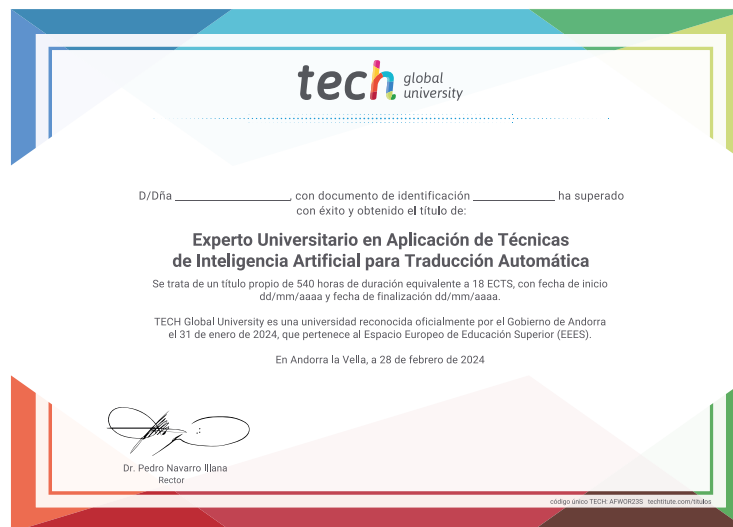 tech global university
D/Dña ____________, con documento de identificación ____________ ha superado
con éxito y obtenido el título de:
Experto Universitario en Aplicación de Técnicas
de Inteligencia Artificial para Traducción Automática
Se trata de un título propio de 540 horas de duración equivalente a 18 ECTS, con fecha de inicio
dd/mm/aaaa y fecha de finalización dd/mm/aaaa.
TECH Global University es una universidad reconocida oficialmente por el Gobierno de Andorra
el 31 de enero de 2024, que pertenece al Espacio Europeo de Educación Superior (EEES).
En Andorra la Vella, a 28 de febrero de 2024
Dr. Pedro Navarro Illana
Rector
código único TECH: AFWOR23S techtitute.com/titulos